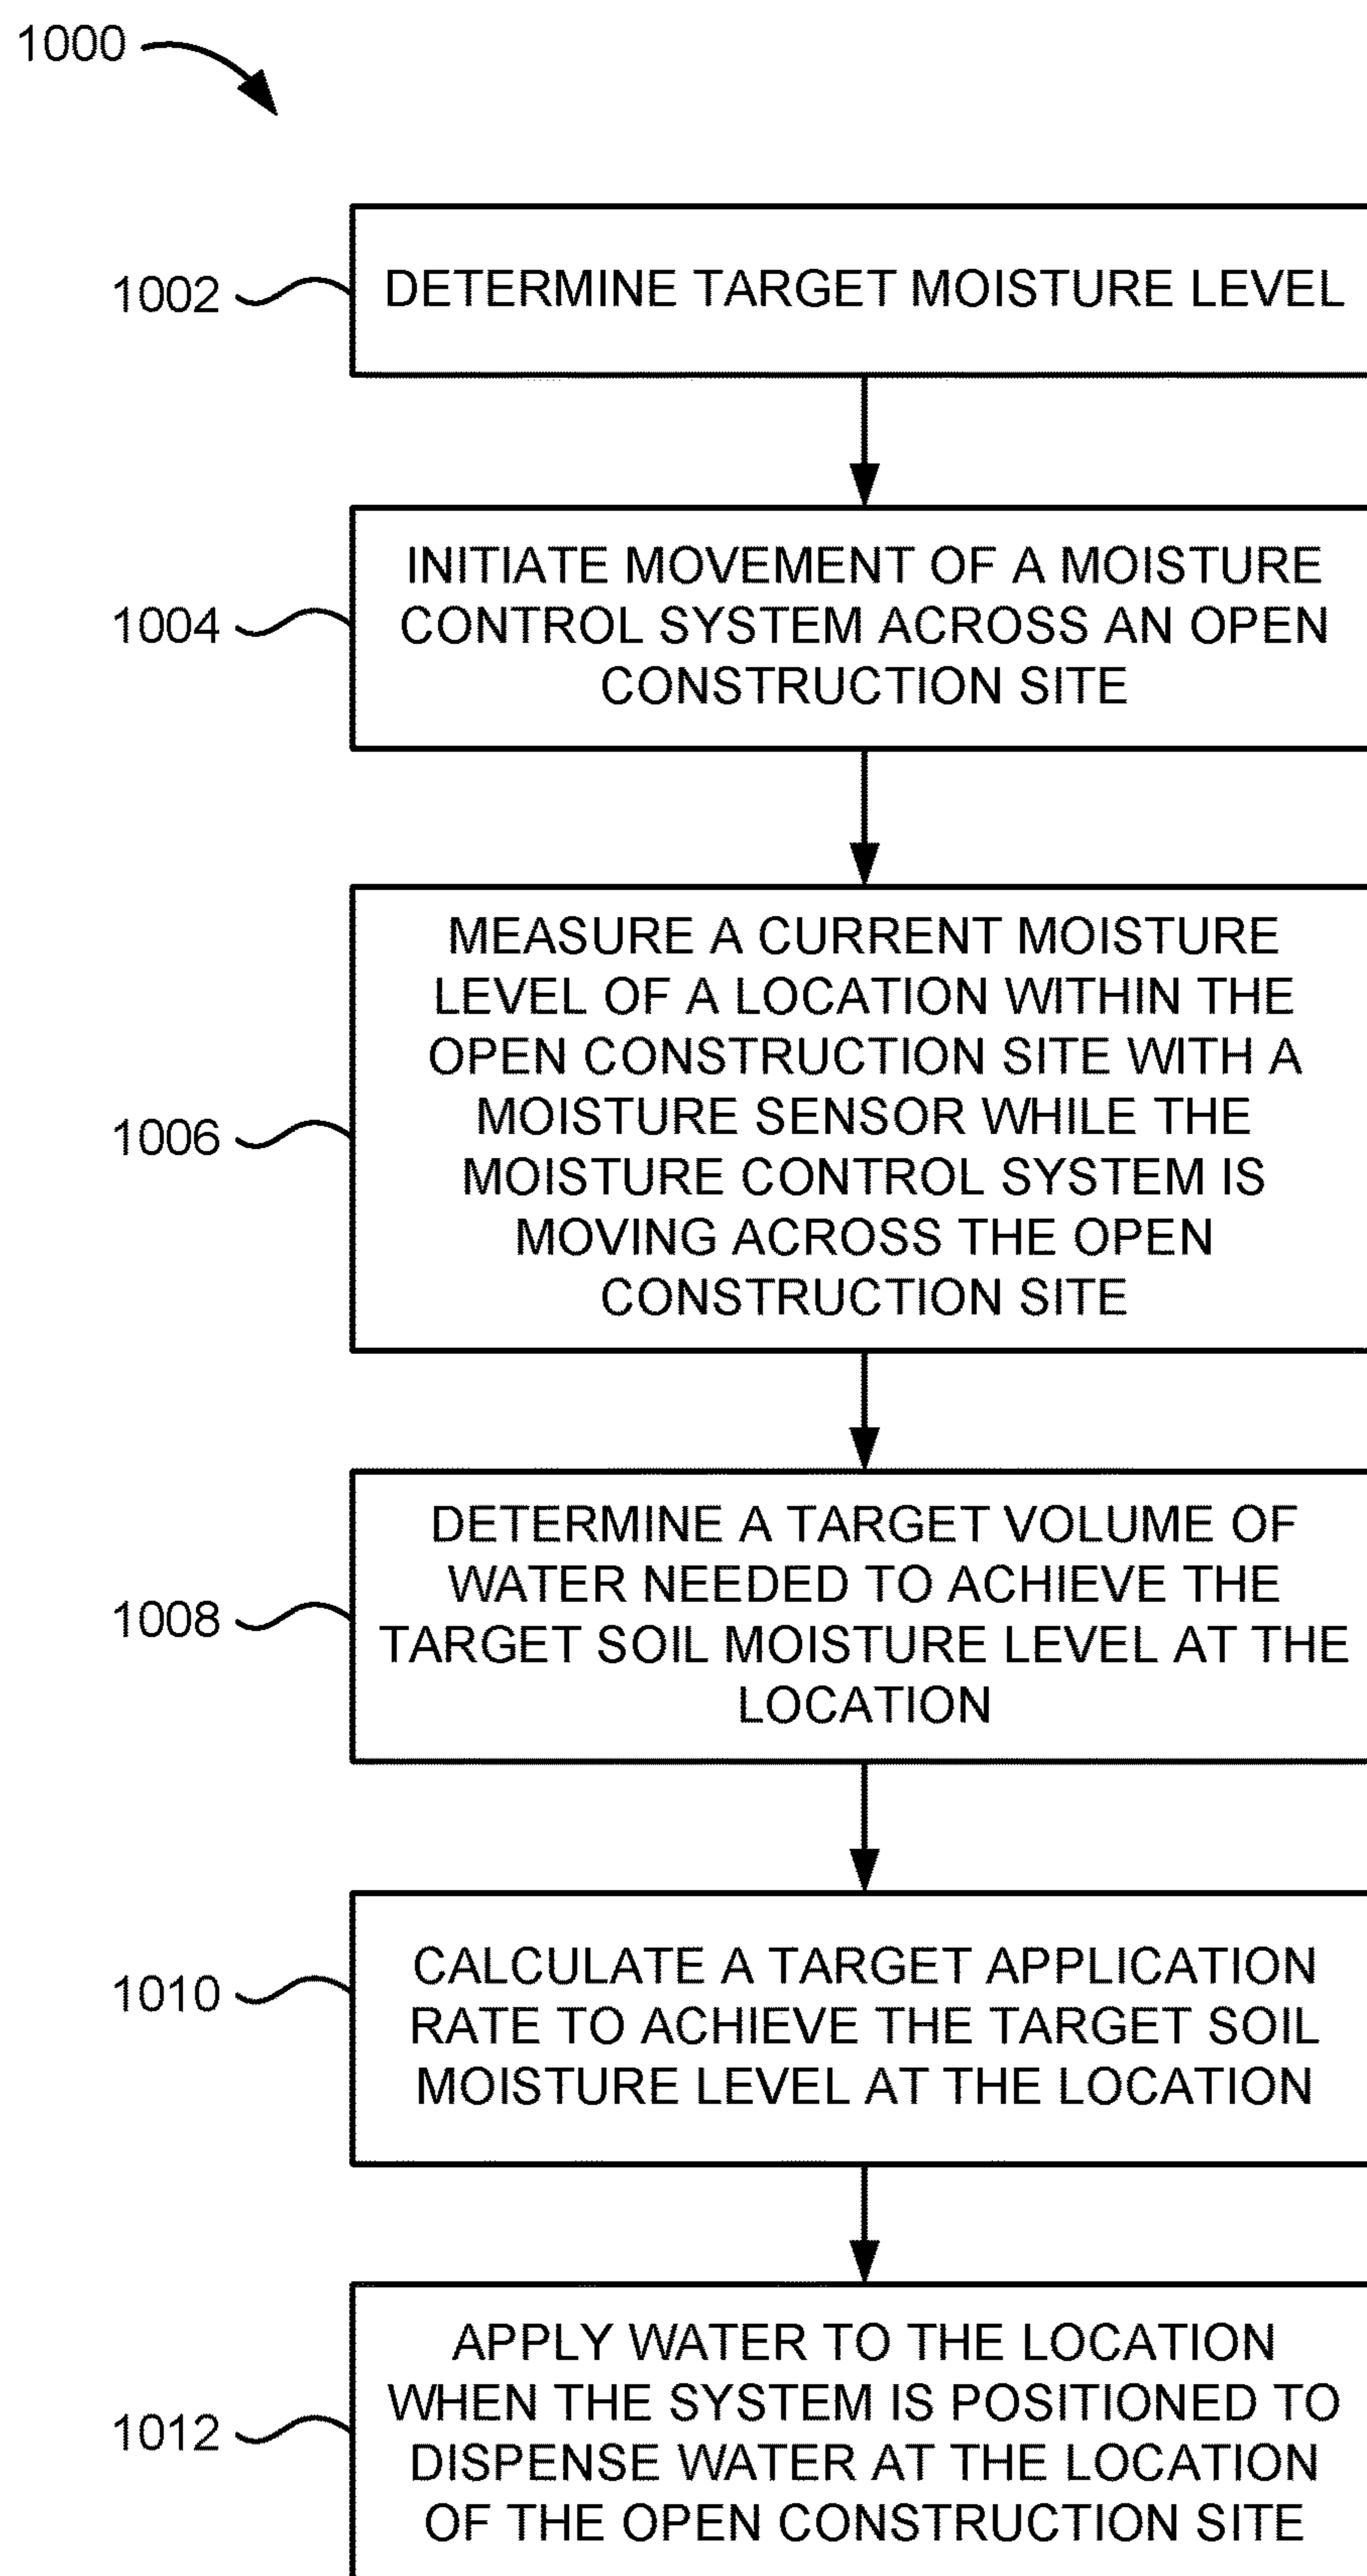 1000
1002
DETERMINE TARGET MOISTURE LEVEL
1004
INITIATE MOVEMENT OF A MOISTURE
CONTROL SYSTEM ACROSS AN OPEN
CONSTRUCTION SITE
1006
MEASURE A CURRENT MOISTURE
LEVEL OF A LOCATION WITHIN THE
OPEN CONSTRUCTION SITE WITH A
MOISTURE SENSOR WHILE THE
MOISTURE CONTROL SYSTEM IS
MOVING ACROSS THE OPEN
CONSTRUCTION SITE
1008
DETERMINE A TARGET VOLUME OF
WATER NEEDED TO ACHIEVE THE
TARGET SOIL MOISTURE LEVEL AT THE
LOCATION
1010
CALCULATE A TARGET APPLICATION
RATE TO ACHIEVE THE TARGET SOIL
MOISTURE LEVEL AT THE LOCATION
1012
APPLY WATER TO THE LOCATION
WHEN THE SYSTEM IS POSITIONED TO
DISPENSE WATER AT THE LOCATION
OF THE OPEN CONSTRUCTION SITE